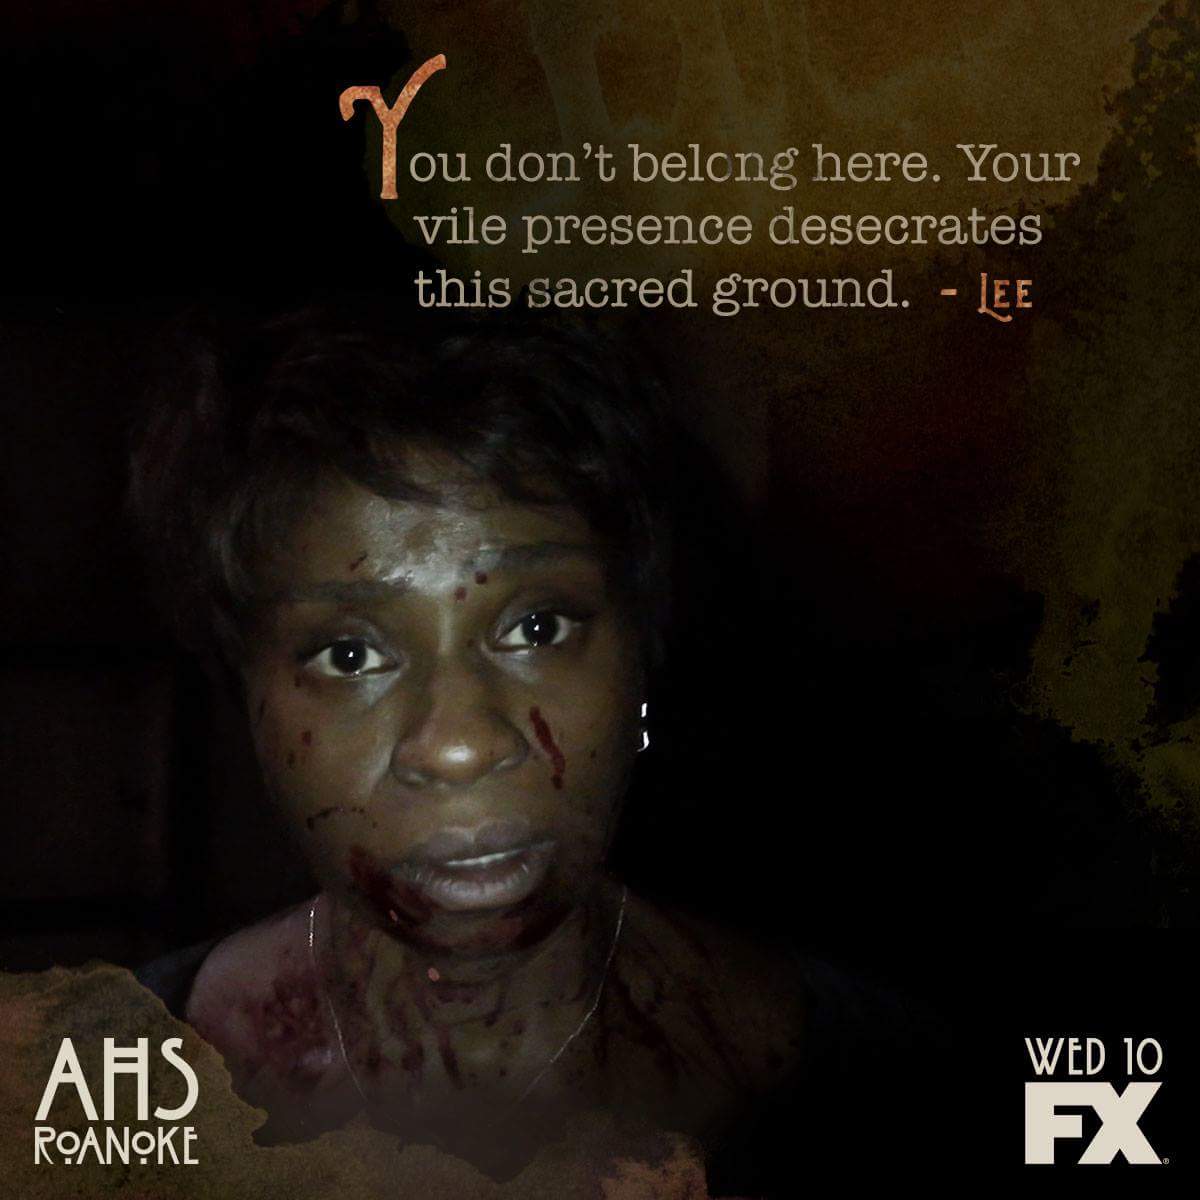 You don't belong here. Your
vile presence desecrates
this sacred ground. - LEE
AHS
ROANOKE
WED 10
FX®